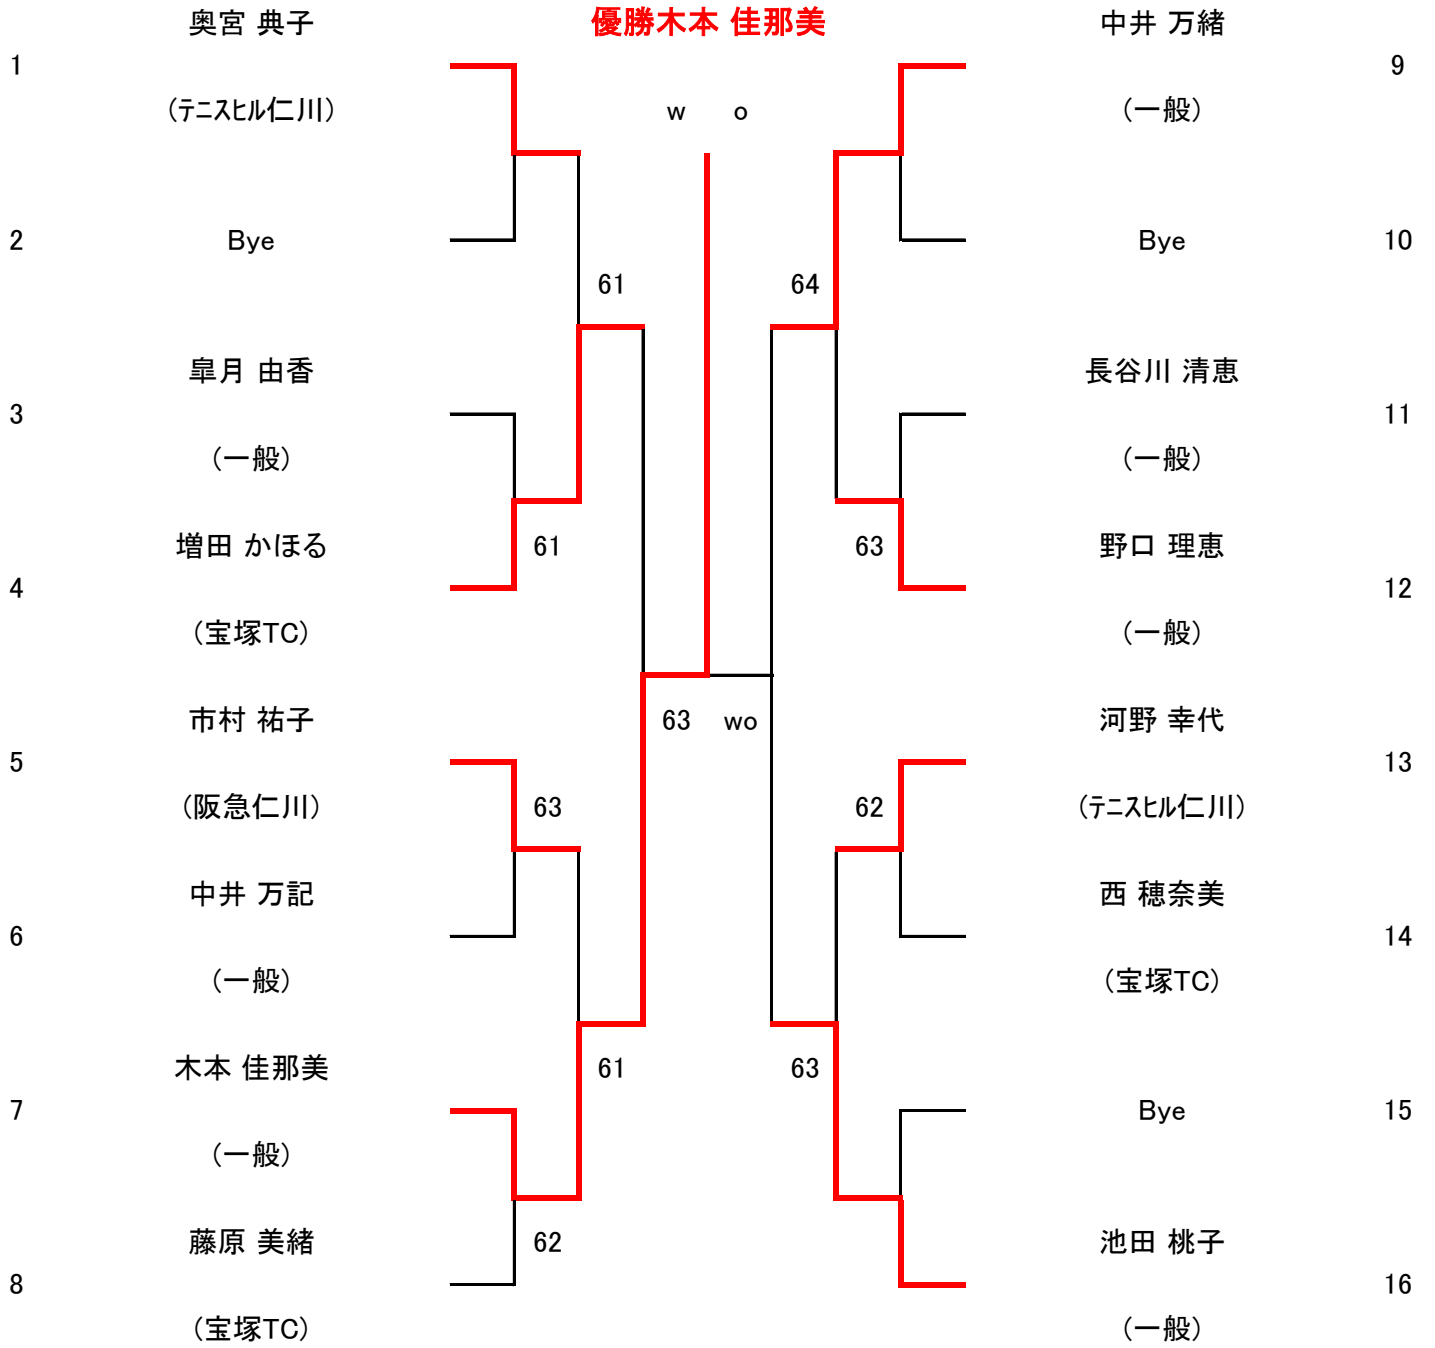 奥宮 典子
優勝木本 佳那美
中井 万緒
1
9
(テニスヒル仁川)
w o
(一般)
2
Bye
Bye
10
61
64
皐月 由香
長谷川 清恵
3
11
(一般)
(一般)
増田 かほる
61
63
野口 理恵
4
12
(宝塚TC)
(一般)
市村 祐子
63 wo
河野 幸代
5
13
(阪急仁川)
63
62
(テニスヒル仁川)
中井 万記
西 穂奈美
6
14
(一般)
(宝塚TC)
木本 佳那美
61
63
7
Bye
15
(一般)
藤原 美緒
62
池田 桃子
8
16
(宝塚TC)
(一般)